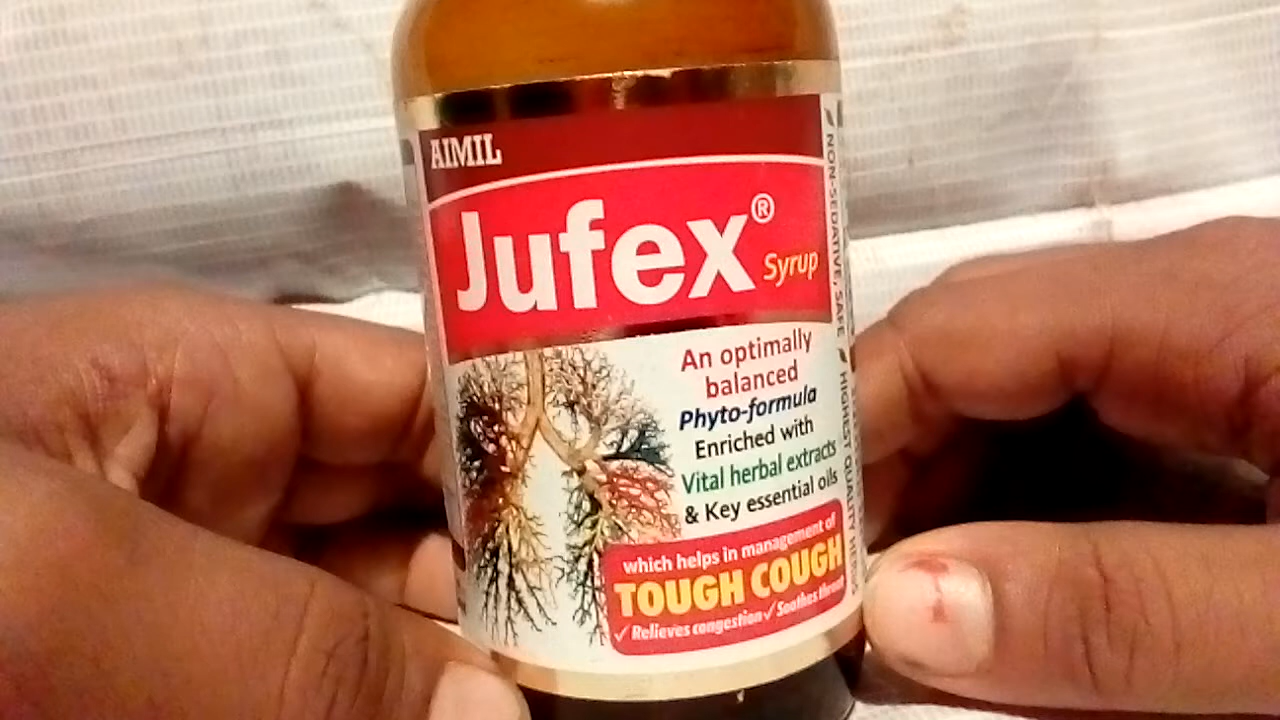 AIMIL
Jufex®
Syrup
An optimally
balanced
Phyto-formula
Enriched with
Vital herbal extracts
& Key essential oils
which helps in management of
TOUGH COUGH
✓ Relieves congestion ✓ Soothes throat
NON-SEDATIVE, SAFE
HIGHEST QUALITY